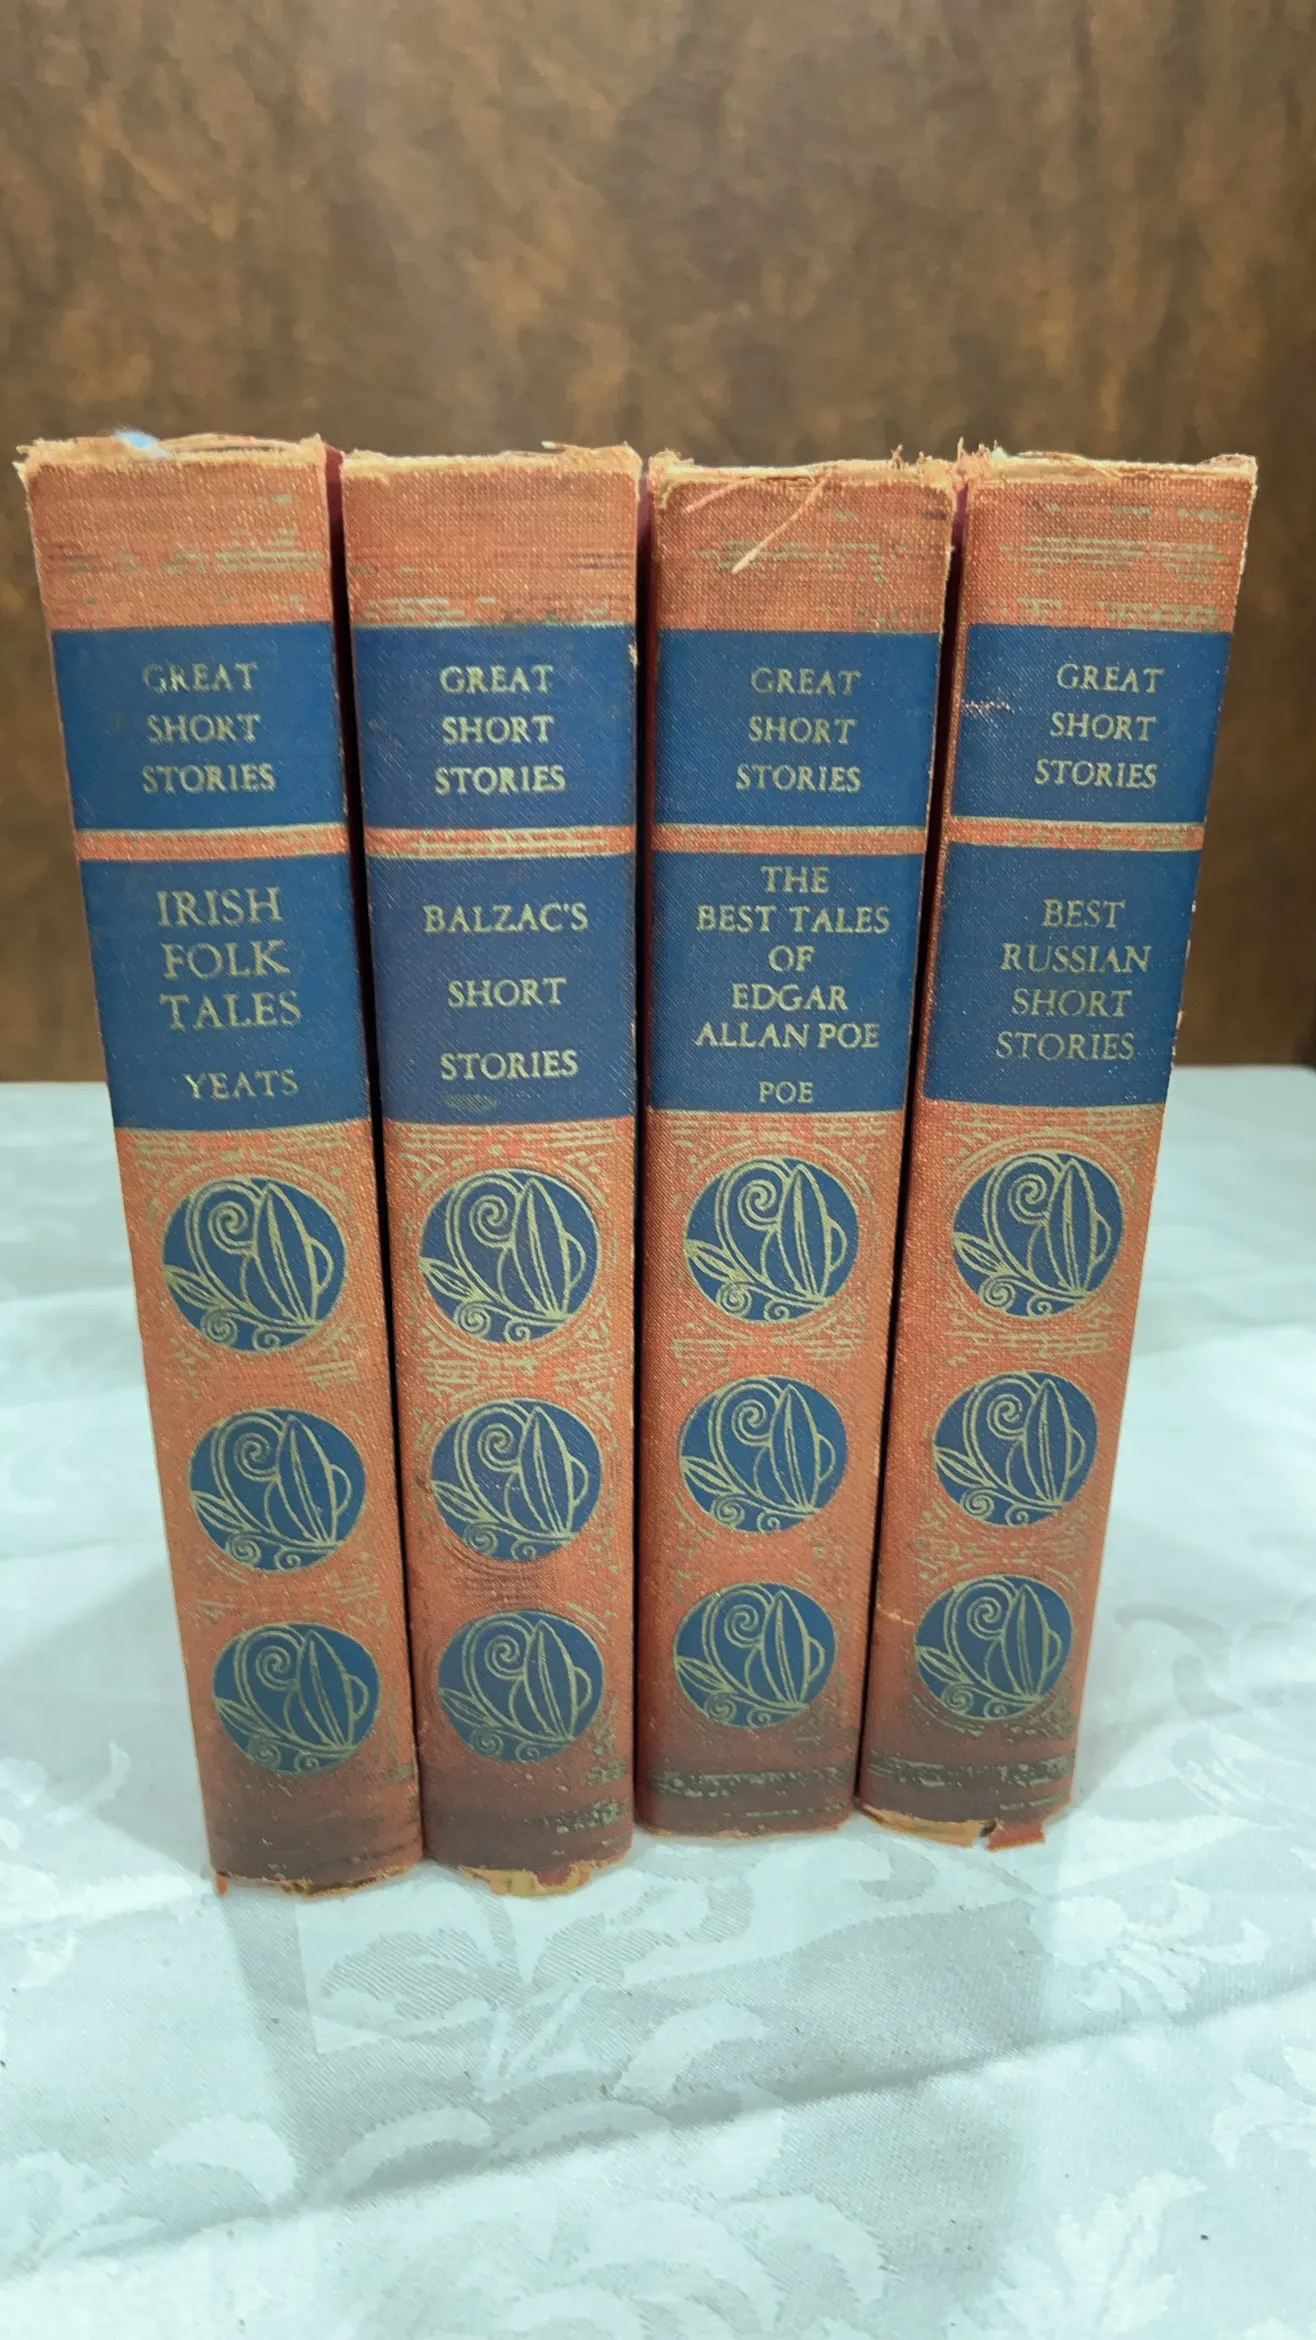 GREAT
SHORT
STORIES
IRISH
FOLK
TALES
YEATS
GREAT
SHORT
STORIES
BALZAC'S
SHORT
STORIES
GREAT
SHORT
STORIES
THE
BEST TALES
OF
EDGAR
ALLAN POE
POE
GREAT
SHORT
STORIES
BEST
RUSSIAN
SHORT
STORIES